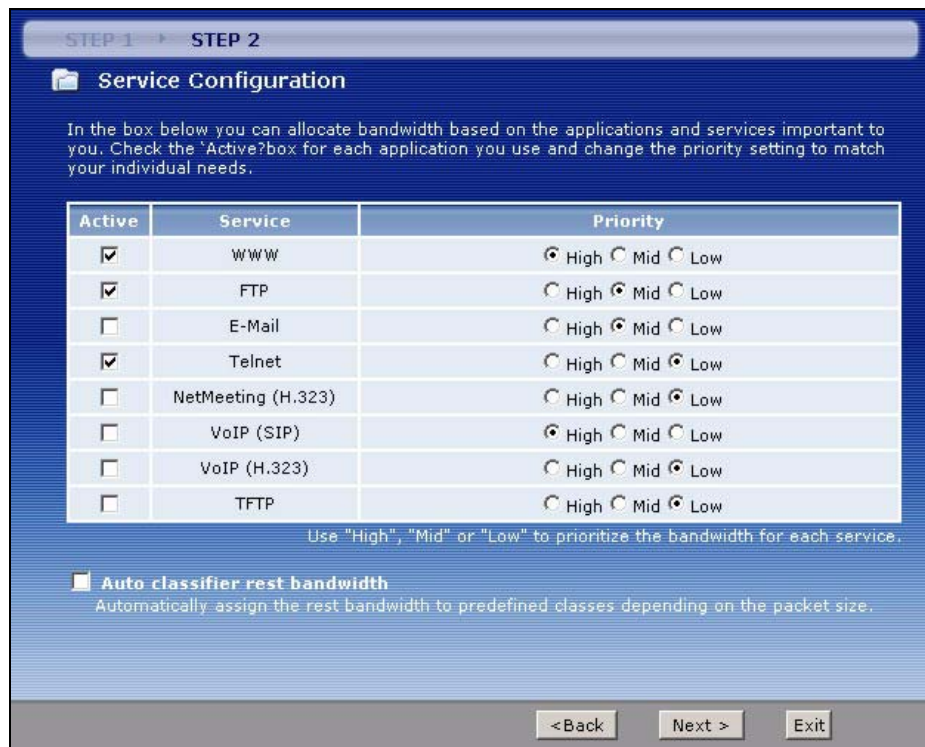 STEP 1 STEP 2
Service Configuration
In the box below you can allocate bandwidth based on the applications and services important to
you. Check the `Active?box for each application you use and change the priority setting to match
your individual needs.
Active Service Priority
WWW High Mid Low
FTP High Mid Low
E-Mail High Mid Low
Telnet High Mid Low
NetMeeting (H.323) High Mid Low
VoIP (SIP) High Mid Low
VoIP (H.323) High Mid Low
TFTP High Mid Low
Use "High", "Mid" or "Low" to prioritize the bandwidth for each service.
Auto classifier rest bandwidth
Automatically assign the rest bandwidth to predefined classes depending on the packet size.
<Back Next > Exit